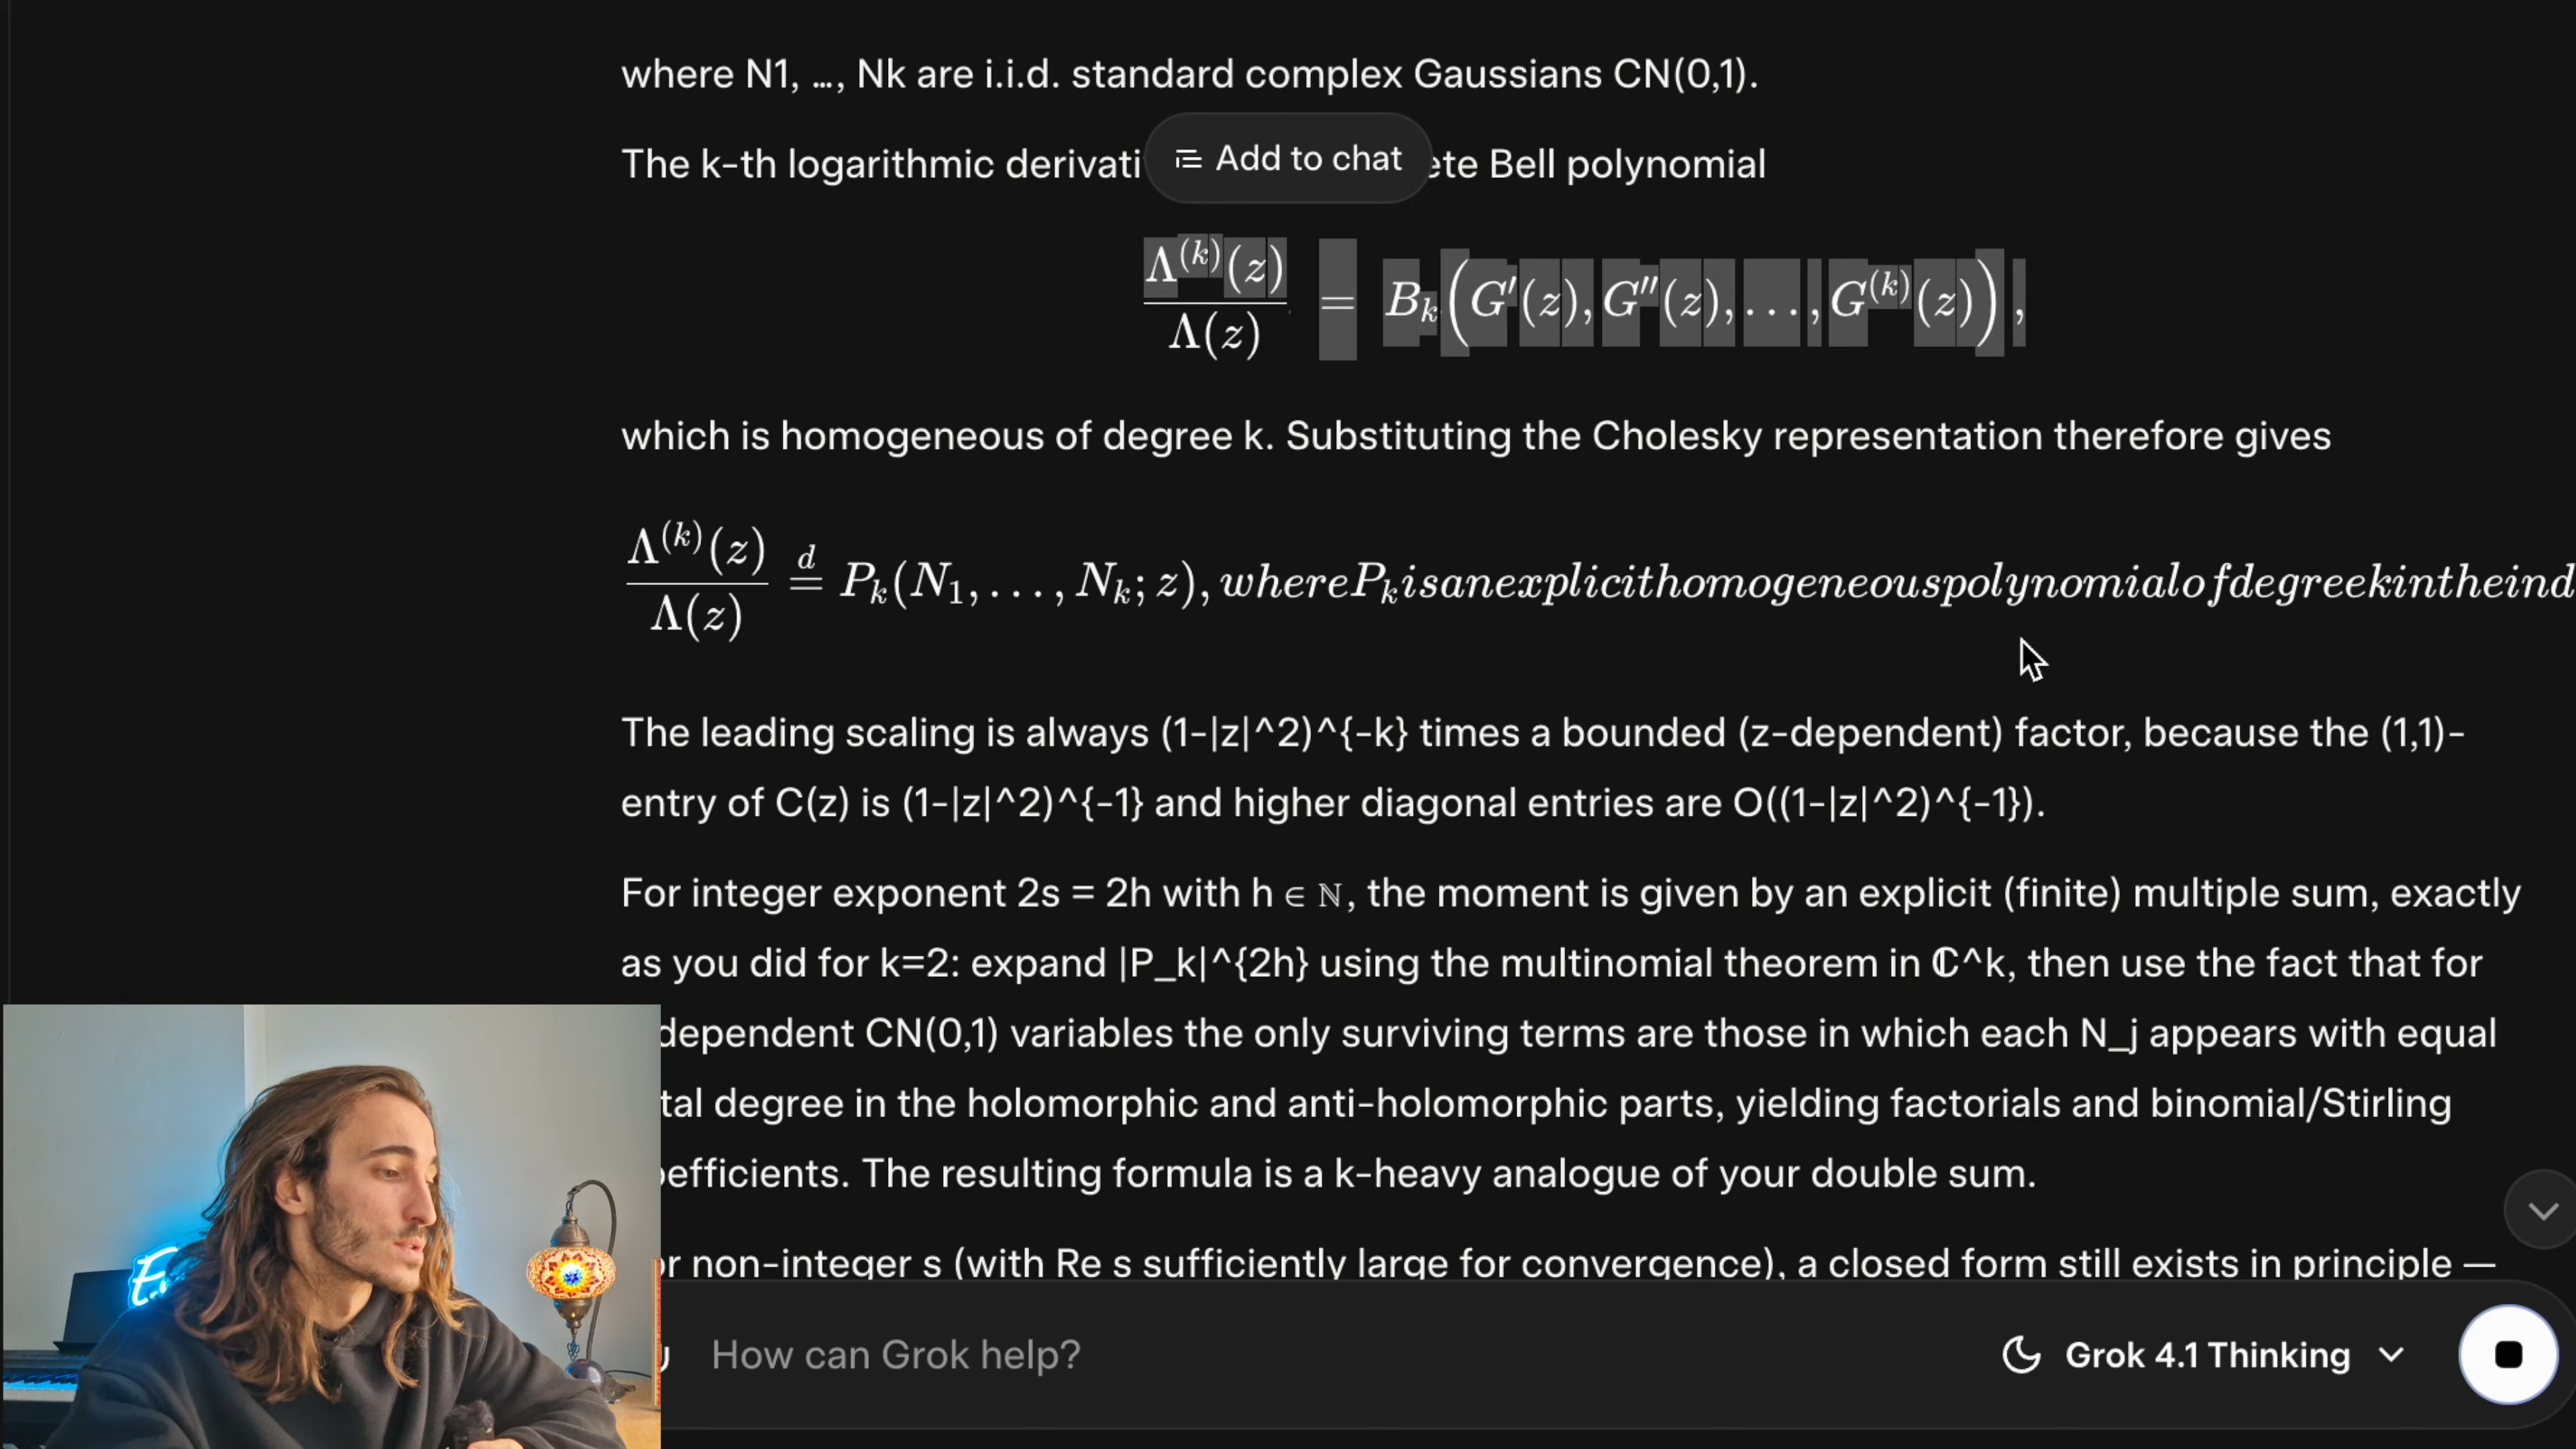 where N1, …, Nk are i.i.d. standard complex Gaussians CN(0,1).
Add to chat
The k-th logarithmic Bell polynomial
Λ^(k)(z) / Λ(z) = B_k(G′(z), G″(z), …, G^(k)(z)),
which is homogeneous of degree k. Substituting the Cholesky representation therefore gives
Λ^(k)(z) / Λ(z) =^d P_k(N_1, …, N_k; z), whereP_kisanexplicithomogeneouspolynomialofdegreekintheind
The leading scaling is always (1-|z|^2)^{-k} times a bounded (z-dependent) factor, because the (1,1)-
entry of C(z) is (1-|z|^2)^{-1} and higher diagonal entries are O((1-|z|^2)^{-1}).
For integer exponent 2s = 2h with h ∈ ℕ, the moment is given by an explicit (finite) multiple sum, exactly
as you did for k=2: expand |P_k|^{2h} using the multinomial theorem in ℂ^k, then use the fact that for
dependent CN(0,1) variables the only surviving terms are those in which each N_j appears with equal
tal degree in the holomorphic and anti-holomorphic parts, yielding factorials and binomial/Stirling
efficients. The resulting formula is a k-heavy analogue of your double sum.
or non-integer s (with Re s sufficiently large for convergence), a closed form still exists in principle —
How can Grok help?
Grok 4.1 Thinking